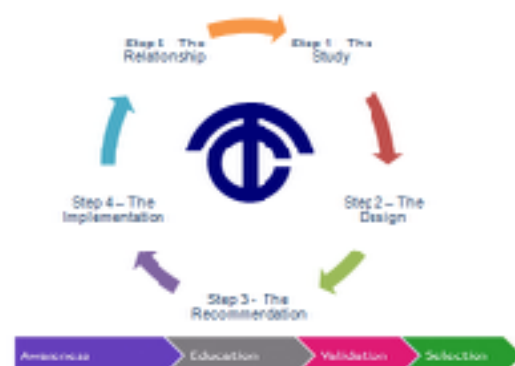 Step 1 - The
Study
Step 2 - The
Design
Step 3 - The
Recommendation
Step 4 - The
Implementation
Step 5 - The
Relationship
Awareness
Education
Validation
Selection